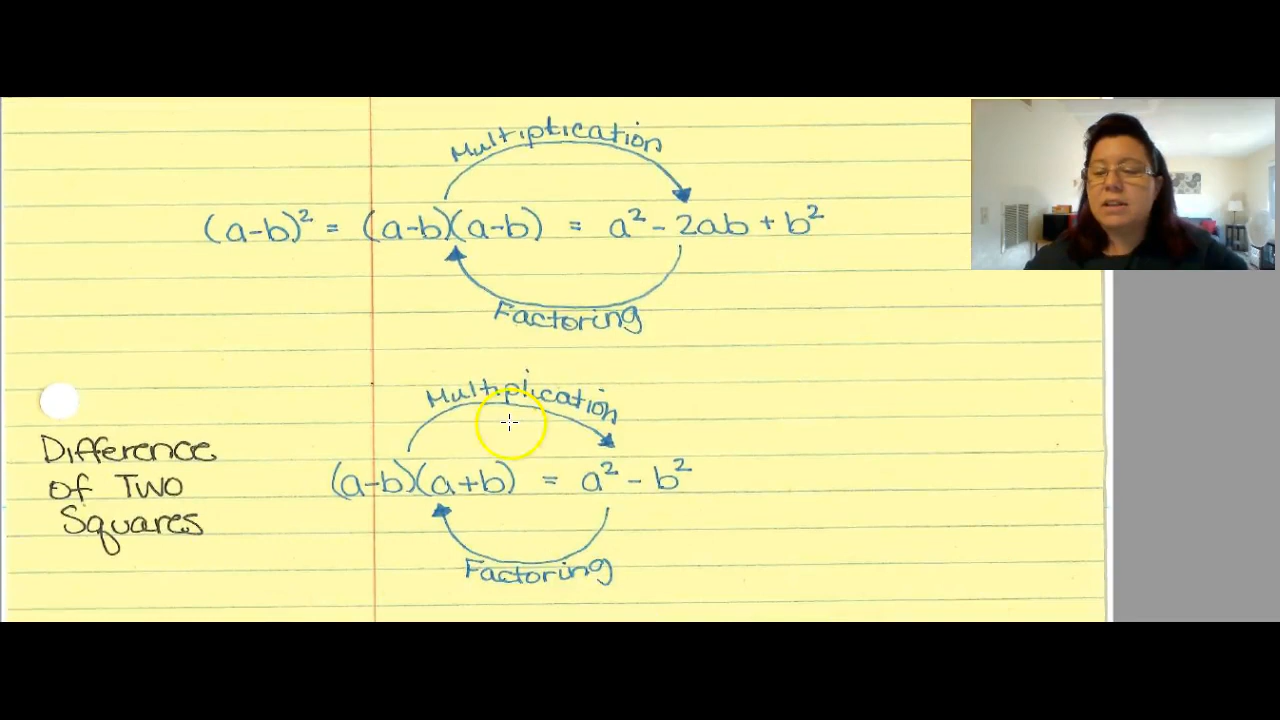 Multiplication
(a-b)² = (a-b)(a-b) = a² - 2ab + b²
Factoring
Multiplication
(a-b)(a+b) = a² - b²
Factoring
Difference
of Two
Squares